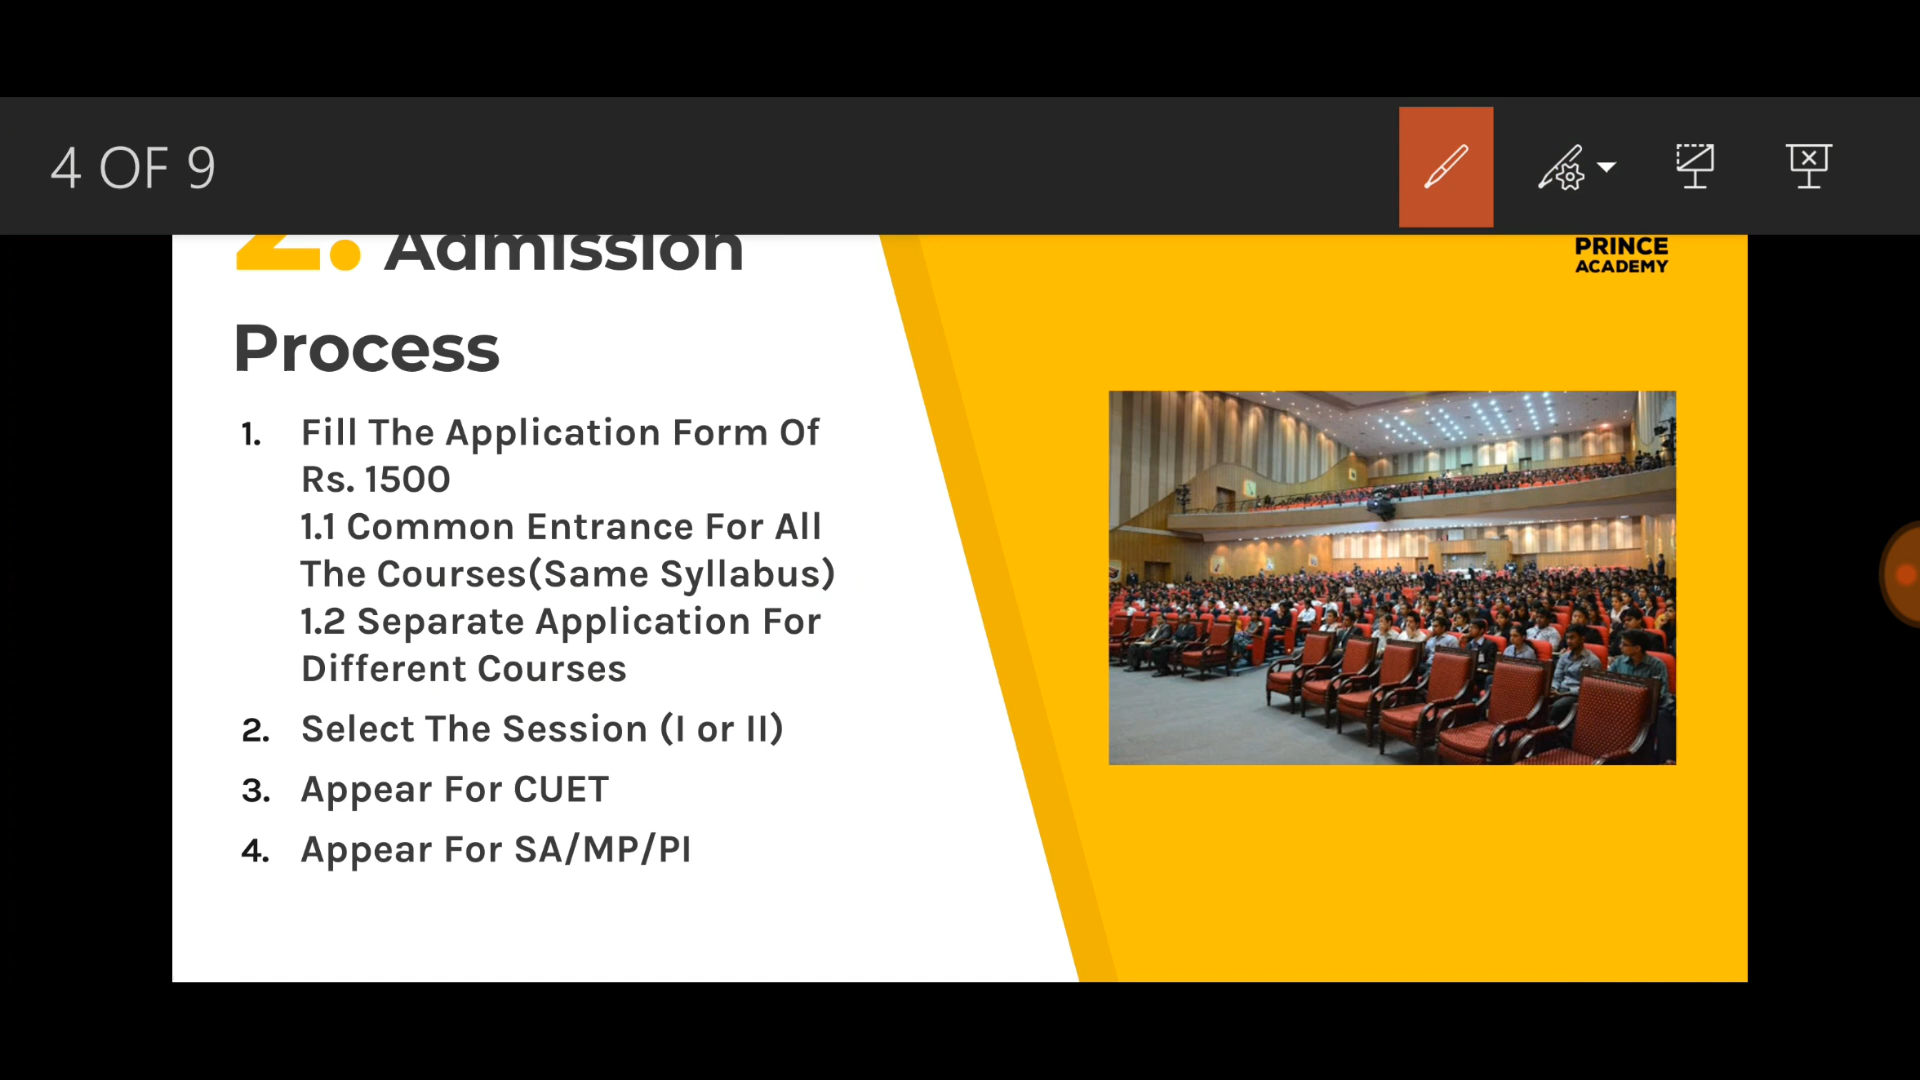 4 OF 9
2. Admission
PRINCE
ACADEMY
Process
1. Fill The Application Form Of
Rs. 1500
1.1 Common Entrance For All
The Courses(Same Syllabus)
1.2 Separate Application For
Different Courses
2. Select The Session (I or II)
3. Appear For CUET
4. Appear For SA/MP/PI